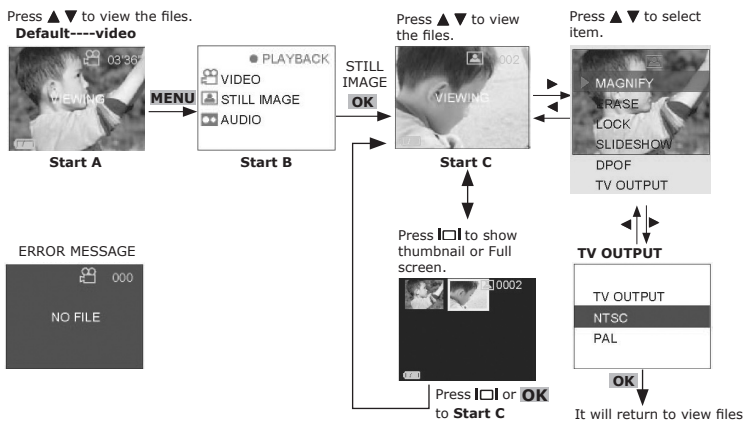 Press ▲ ▼ to view the files.
Default----video
03'36"
VIEWING
Start A
MENU
PLAYBACK
VIDEO
STILL IMAGE
AUDIO
Start B
STILL
IMAGE
OK
Press ▲ ▼ to view
the files.
0002
VIEWING
Start C
Press ▲ ▼ to select
item.
MAGNIFY
ERASE
LOCK
SLIDESHOW
DPOF
TV OUTPUT
Press to show
thumbnail or Full
screen.
0002
Press or OK
to Start C
TV OUTPUT
TV OUTPUT
NTSC
PAL
OK
It will return to view files
ERROR MESSAGE
000
NO FILE